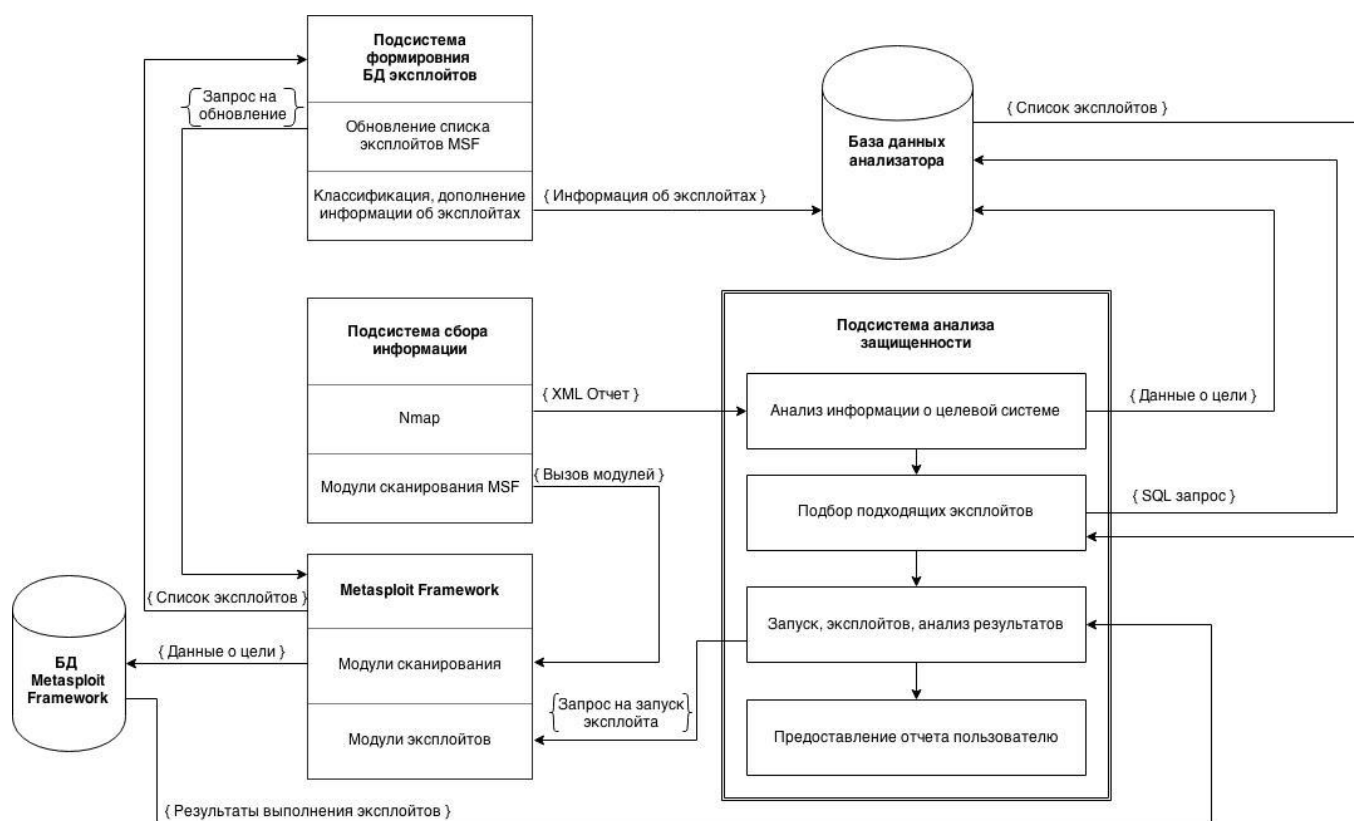 Подсистема
формировния
БД эксплойтов
{ Запрос на
обновление }
Обновление списка
эксплойтов MSF
Классификация, дополнение
информации об эксплойтах
{ Информация об эксплойтах }
База данных
анализатора
{ Список эксплойтов }
Подсистема сбора
информации
Nmap
Модули сканирования MSF
{ XML Отчет }
{ Вызов модулей }
Подсистема анализа
защищенности
Анализ информации о целевой системе
{ Данные о цели }
Подбор подходящих эксплойтов
{ SQL запрос }
Запуск, эксплойтов, анализ результатов
Предоставление отчета пользователю
Metasploit Framework
{ Список эксплойтов }
Модули сканирования
{ Данные о цели }
Модули эксплойтов
{ Запрос на запуск
эксплойта }
БД
Metasploit
Framework
{ Результаты выполнения эксплойтов }